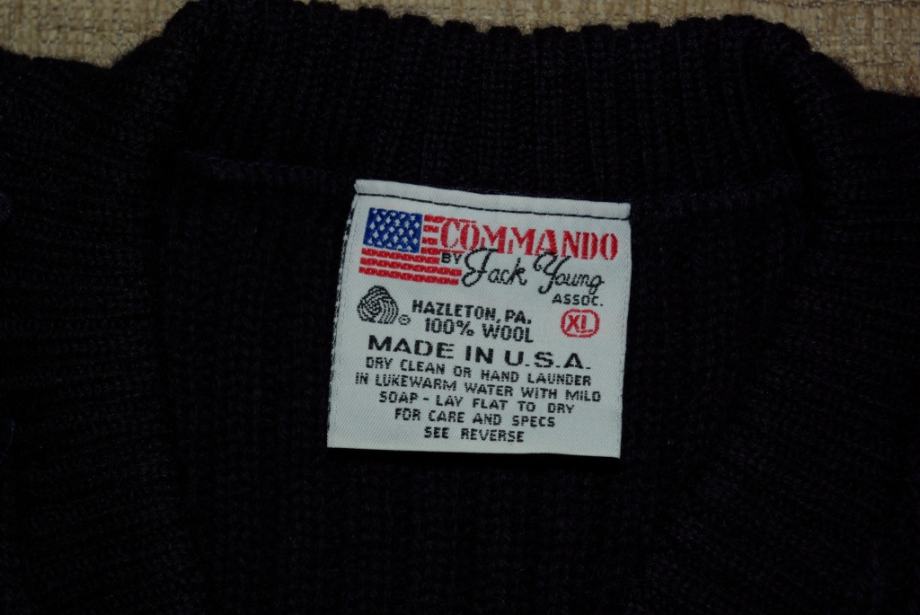 COMMANDO
BY Jack Young
ASSOC.
HAZLETON, PA.
100% WOOL
XL
MADE IN U.S.A.
DRY CLEAN OR HAND LAUNDER
IN LUKEWARM WATER WITH MILD
SOAP - LAY FLAT TO DRY
FOR CARE AND SPECS
SEE REVERSE